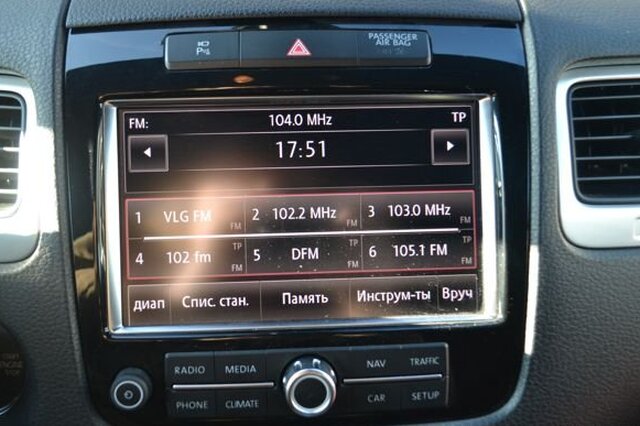 P
PASSENGER
AIR BAG
FM: 104.0 MHz TP
17:51
1 VLG FM FM 2 102.2 MHz FM 3 103.0 MHz FM
4 102 fm TP FM 5 DFM TP FM 6 105.1 FM TP FM
диап Спис. стан. Память Инструм-ты Вруч
RADIO MEDIA NAV TRAFFIC
PHONE CLIMATE CAR SETUP